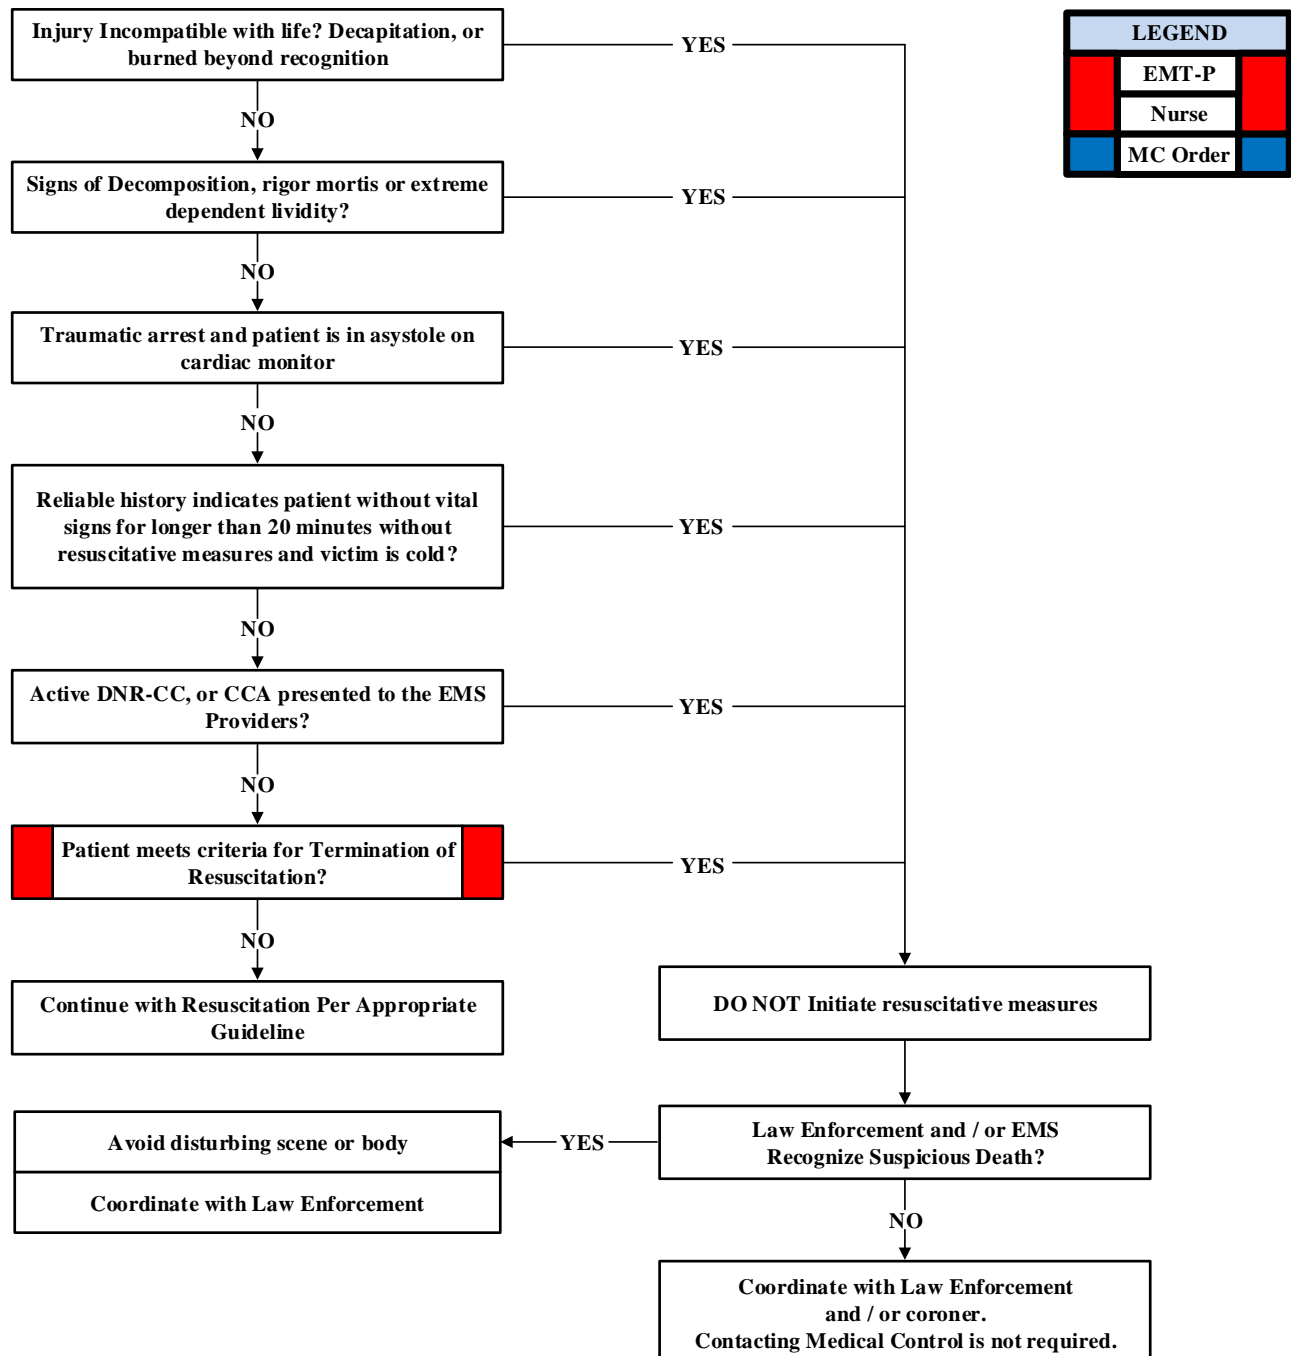 Injury Incompatible with life? Decapitation, or
burned beyond recognition
YES
LEGEND
EMT-P
Nurse
MC Order
NO
Signs of Decomposition, rigor mortis or extreme
dependent lividity?
YES
NO
Traumatic arrest and patient is in asystole on
cardiac monitor
YES
NO
Reliable history indicates patient without vital
signs for longer than 20 minutes without
resuscitative measures and victim is cold?
YES
NO
Active DNR-CC, or CCA presented to the EMS
Providers?
YES
NO
Patient meets criteria for Termination of
Resuscitation?
YES
NO
Continue with Resuscitation Per Appropriate
Guideline
DO NOT Initiate resuscitative measures
Law Enforcement and / or EMS
Recognize Suspicious Death?
YES
Avoid disturbing scene or body
Coordinate with Law Enforcement
NO
Coordinate with Law Enforcement
and / or coroner.
Contacting Medical Control is not required.